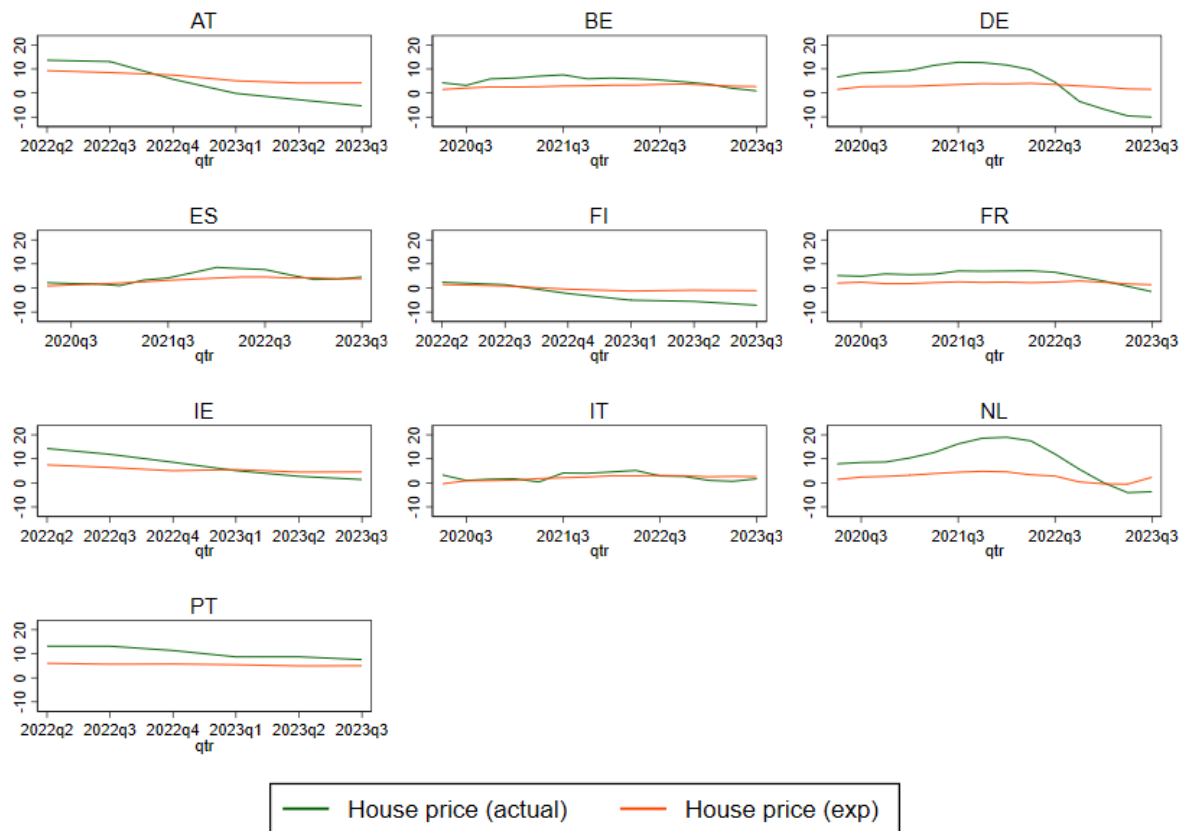 AT BE DE
20 10 0 -10 20 10 0 -10 20 10 0 -10
2022q2 2022q3 2022q4 2023q1 2023q2 2023q3 2020q3 2021q3 2022q3 2023q3 2020q3 2021q3 2022q3 2023q3
qtr qtr qtr
ES FI FR
20 10 0 -10 20 10 0 -10 20 10 0 -10
2020q3 2021q3 2022q3 2023q3 2022q2 2022q3 2022q4 2023q1 2023q2 2023q3 2020q3 2021q3 2022q3 2023q3
qtr qtr qtr
IE IT NL
20 10 0 -10 20 10 0 -10 20 10 0 -10
2022q2 2022q3 2022q4 2023q1 2023q2 2023q3 2020q3 2021q3 2022q3 2023q3 2020q3 2021q3 2022q3 2023q3
qtr qtr qtr
PT
20 10 0 -10
2022q2 2022q3 2022q4 2023q1 2023q2 2023q3
qtr
House price (actual) House price (exp)